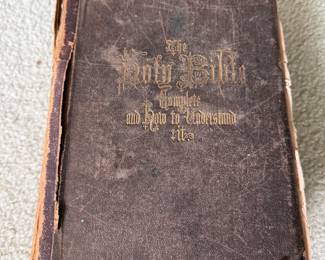 The
Holy Bible
Complete
and How to Understand
it